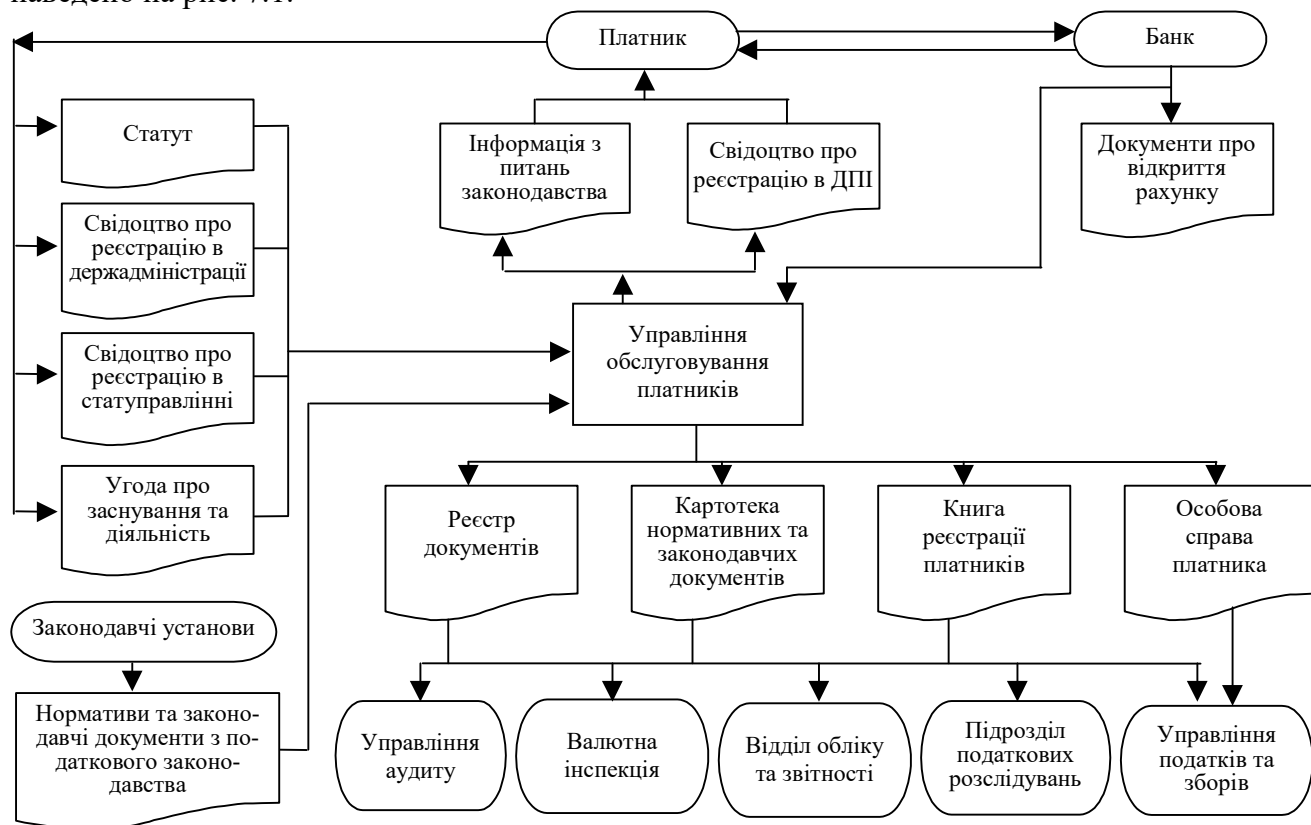 наведено на рис. 7.1.
Платник
Банк
Статут
Інформація з
питань
законодавства
Свідоцтво про
реєстрацію в ДПІ
Документи про
відкриття
рахунку
Свідоцтво про
реєстрацію в
держадміністрації
Управління
обслуговування
платників
Свідоцтво про
реєстрацію в
статуправлінні
Угода про
заснування та
діяльність
Реєстр
документів
Картотека
нормативних та
законодавчих
документів
Книга
реєстрації
платників
Особова
справа
платника
Законодавчі установи
Нормативи та законо-
давчі документи з по-
даткового законо-
давства
Управління
аудиту
Валютна
інспекція
Відділ обліку
та звітності
Підрозділ
податкових
розслідувань
Управління
податків та
зборів